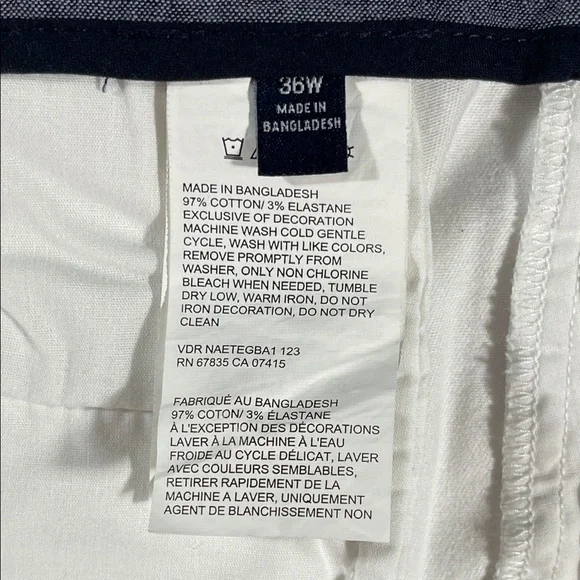 36W
MADE IN
BANGLADESH
MADE IN BANGLADESH
97% COTTON/ 3% ELASTANE
EXCLUSIVE OF DECORATION
MACHINE WASH COLD GENTLE
CYCLE, WASH WITH LIKE COLORS,
REMOVE PROMPTLY FROM
WASHER, ONLY NON CHLORINE
BLEACH WHEN NEEDED, TUMBLE
DRY LOW, WARM IRON, DO NOT
IRON DECORATION, DO NOT DRY
CLEAN
VDR NAETEGBA1 123
RN 67835 CA 07415
FABRIQUÉ AU BANGLADESH
97% COTON/ 3% ÉLASTANE
À L'EXCEPTION DES DÉCORATIONS
LAVER À LA MACHINE À L'EAU
FROIDE AU CYCLE DÉLICAT, LAVER
AVEC COULEURS SEMBLABLES,
RETIRER RAPIDEMENT DE LA
MACHINE A LAVER, UNIQUEMENT
AGENT DE BLANCHISSEMENT NON